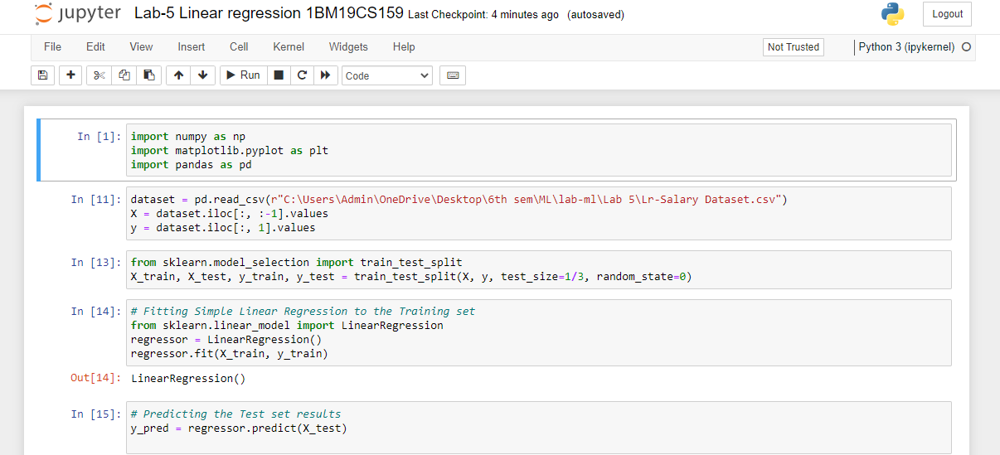 jupyter Lab-5 Linear regression 1BM19CS159 Last Checkpoint: 4 minutes ago (autosaved)
Logout
File Edit View Insert Cell Kernel Widgets Help
Not Trusted
Python 3 (ipykernel)
Run
Code
In [1]: import numpy as np
import matplotlib.pyplot as plt
import pandas as pd
In [11]: dataset = pd.read_csv(r"C:\Users\Admin\OneDrive\Desktop\6th sem\ML\lab-ml\Lab 5\Lr-Salary Dataset.csv")
X = dataset.iloc[:, :-1].values
y = dataset.iloc[:, 1].values
In [13]: from sklearn.model_selection import train_test_split
X_train, X_test, y_train, y_test = train_test_split(X, y, test_size=1/3, random_state=0)
In [14]: # Fitting Simple Linear Regression to the Training set
from sklearn.linear_model import LinearRegression
regressor = LinearRegression()
regressor.fit(X_train, y_train)
Out[14]: LinearRegression()
In [15]: # Predicting the Test set results
y_pred = regressor.predict(X_test)